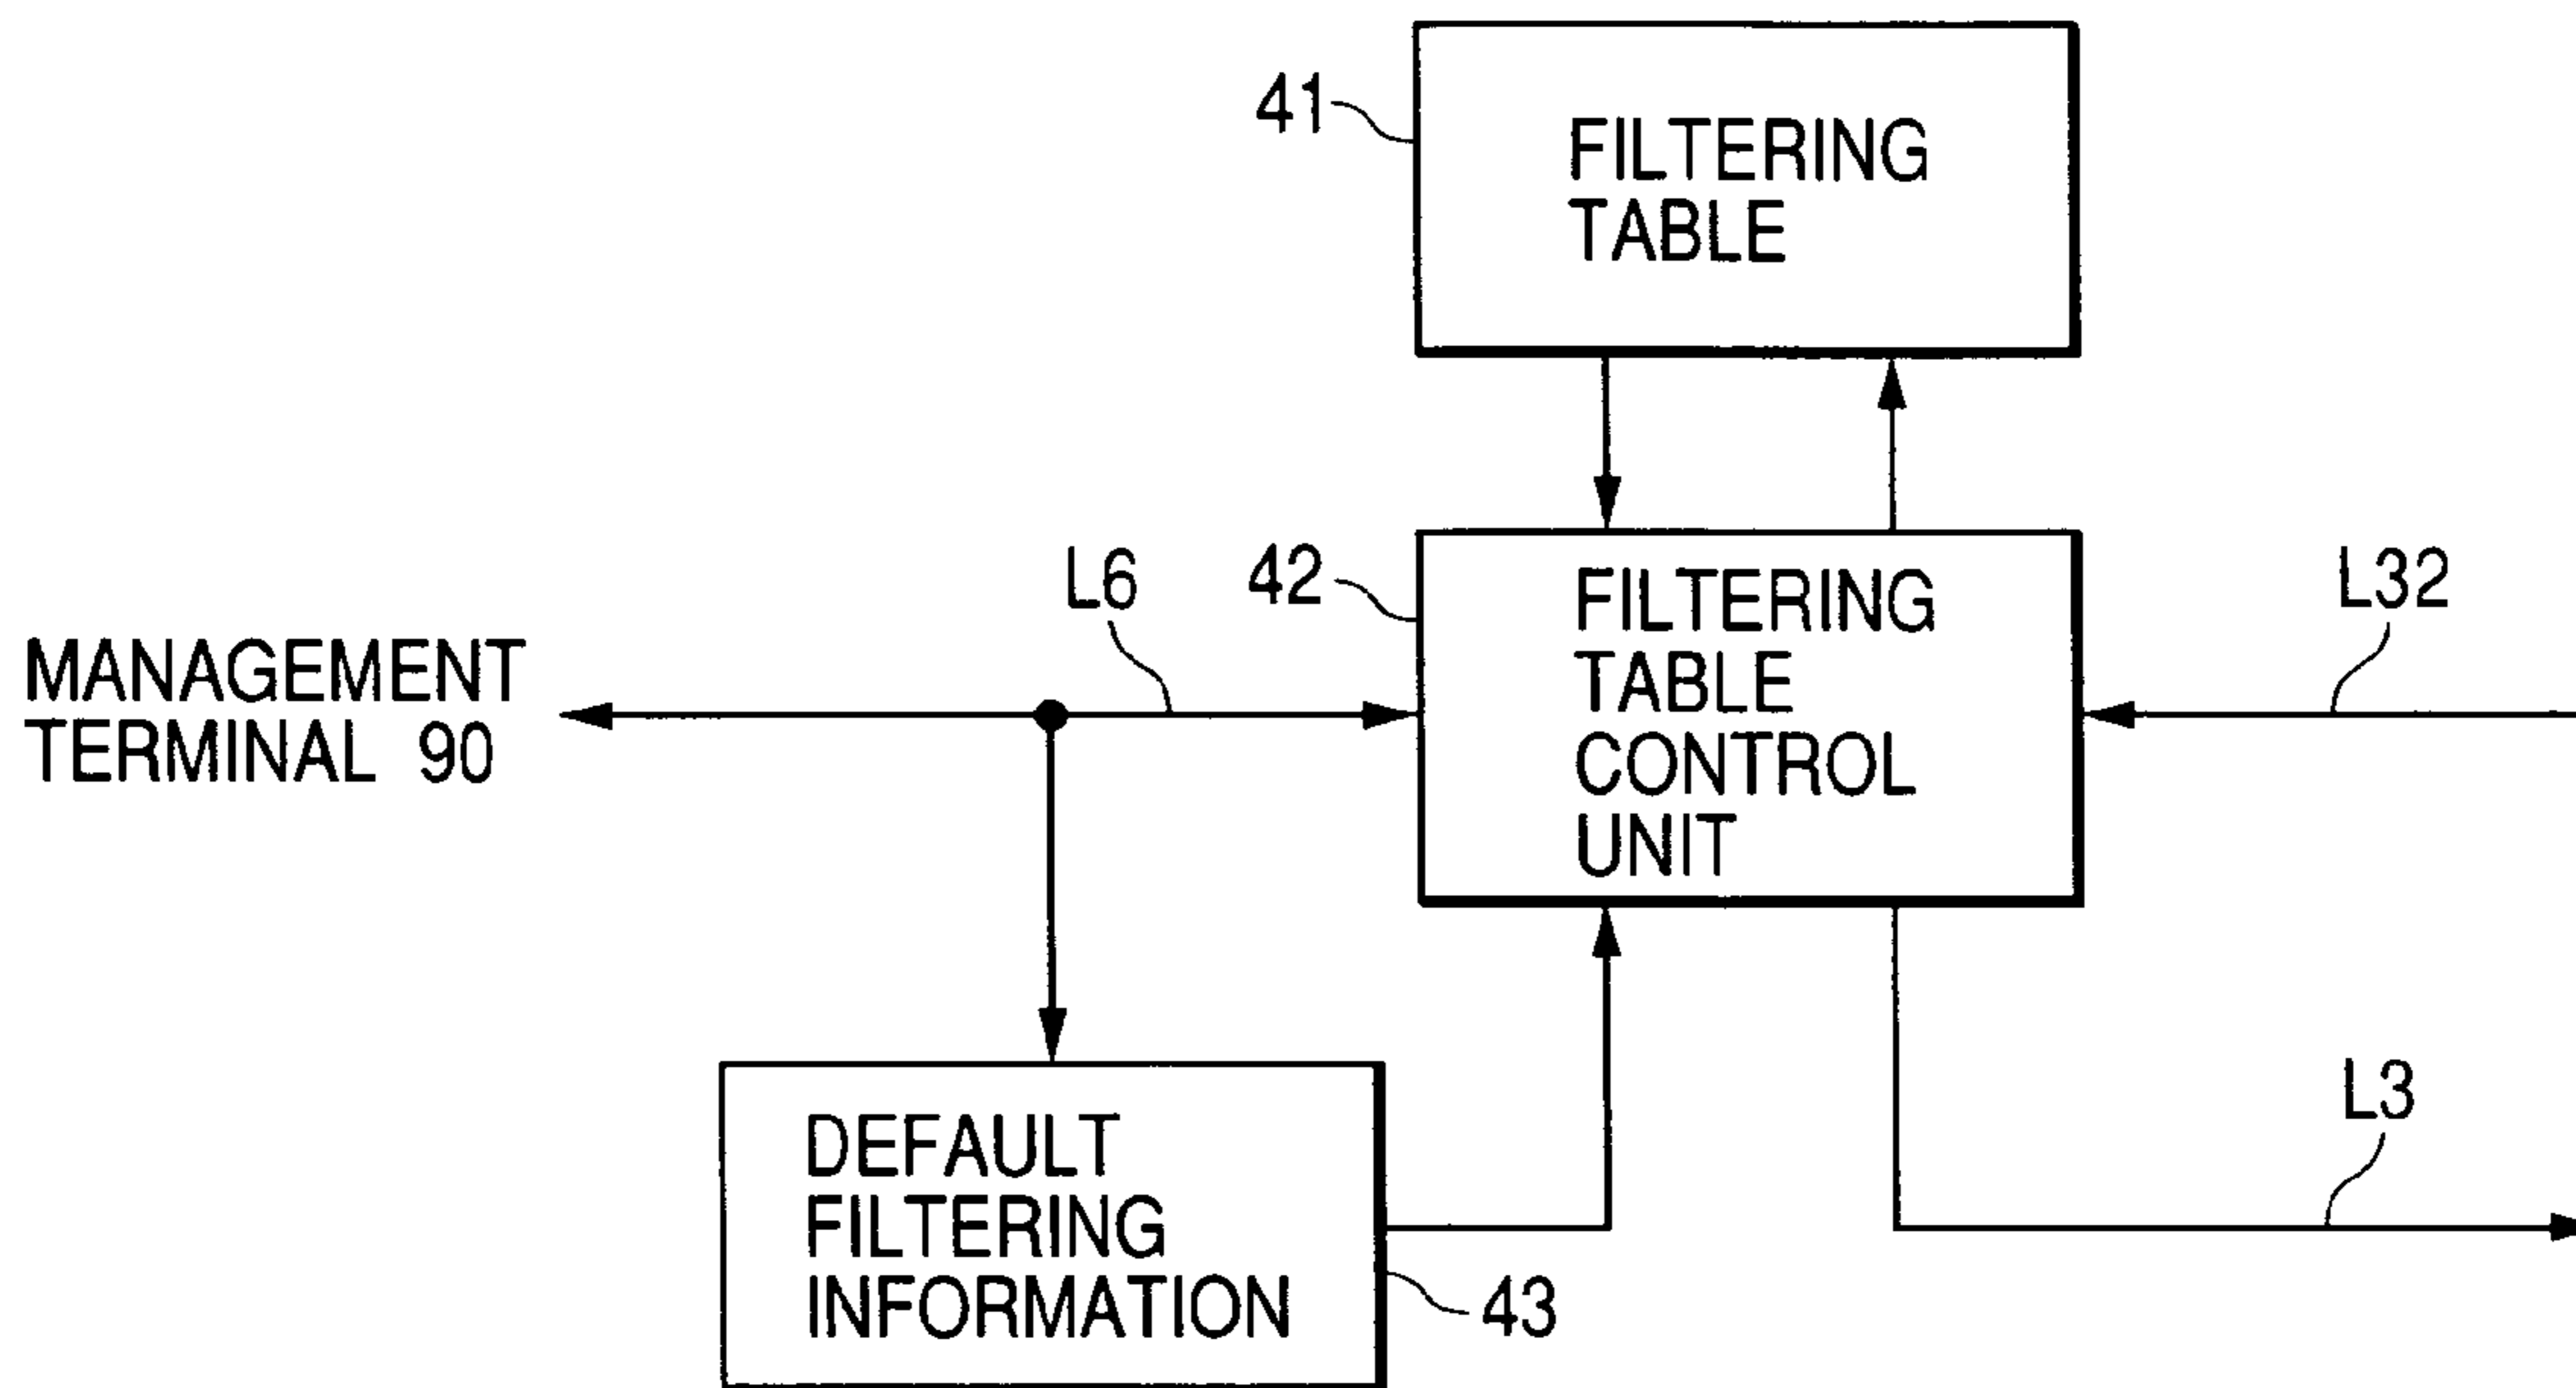 41
FILTERING
TABLE
L6
42
FILTERING
TABLE
CONTROL
UNIT
L32
MANAGEMENT
TERMINAL 90
DEFAULT
FILTERING
INFORMATION
43
L3